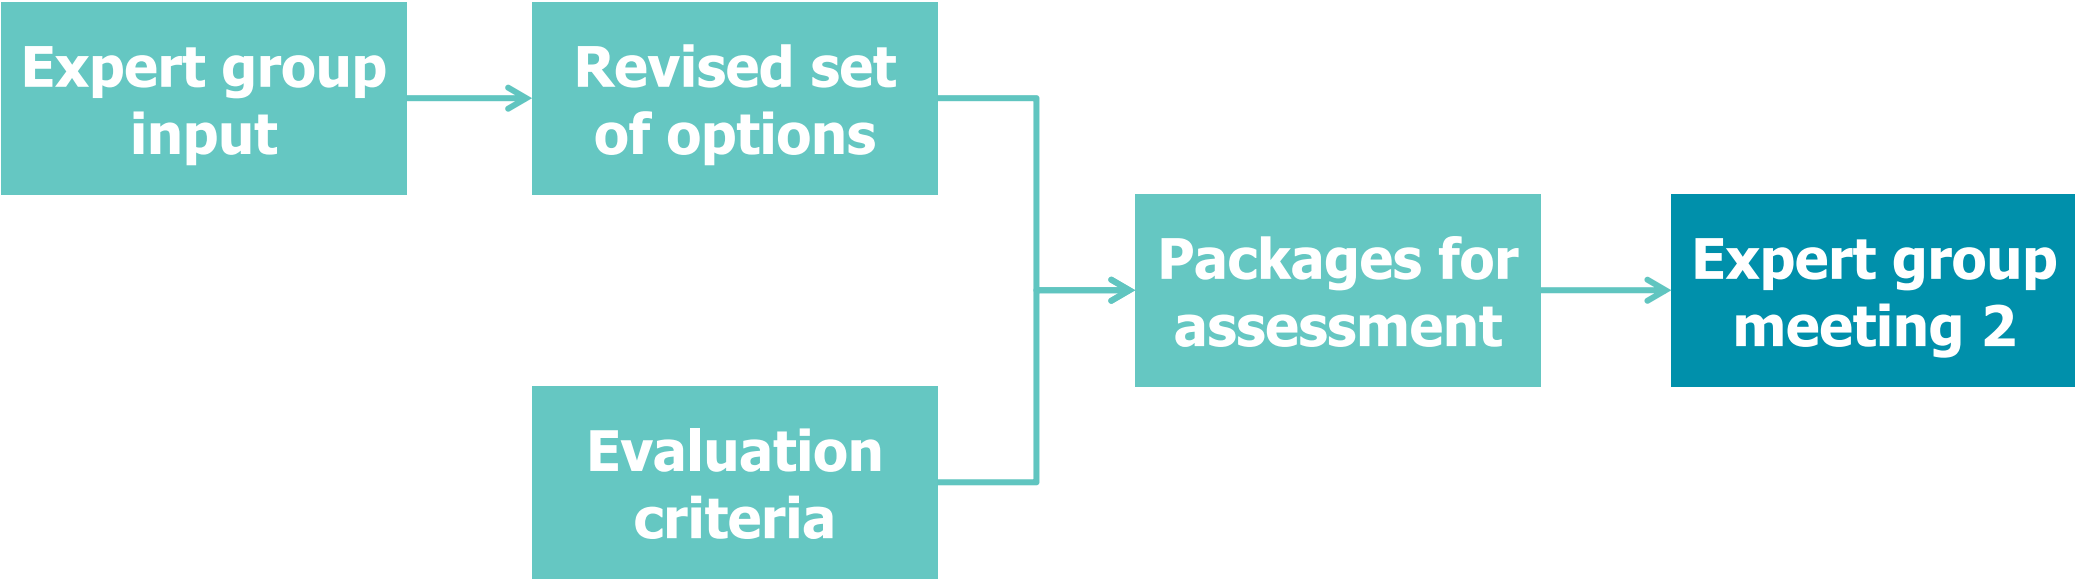 Expert group
input
Revised set
of options
Evaluation
criteria
Packages for
assessment
Expert group
meeting 2